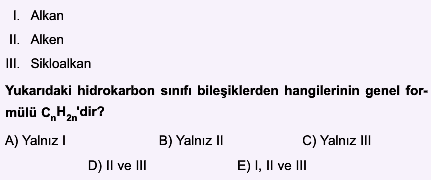 I. Alkan
II. Alken
III. Sikloalkan
Yukarıdaki hidrokarbon sınıfı bileşiklerden hangilerinin genel for-
mülü CₙH₂ₙ'dir?
A) Yalnız I B) Yalnız II C) Yalnız III
D) II ve III E) I, II ve III